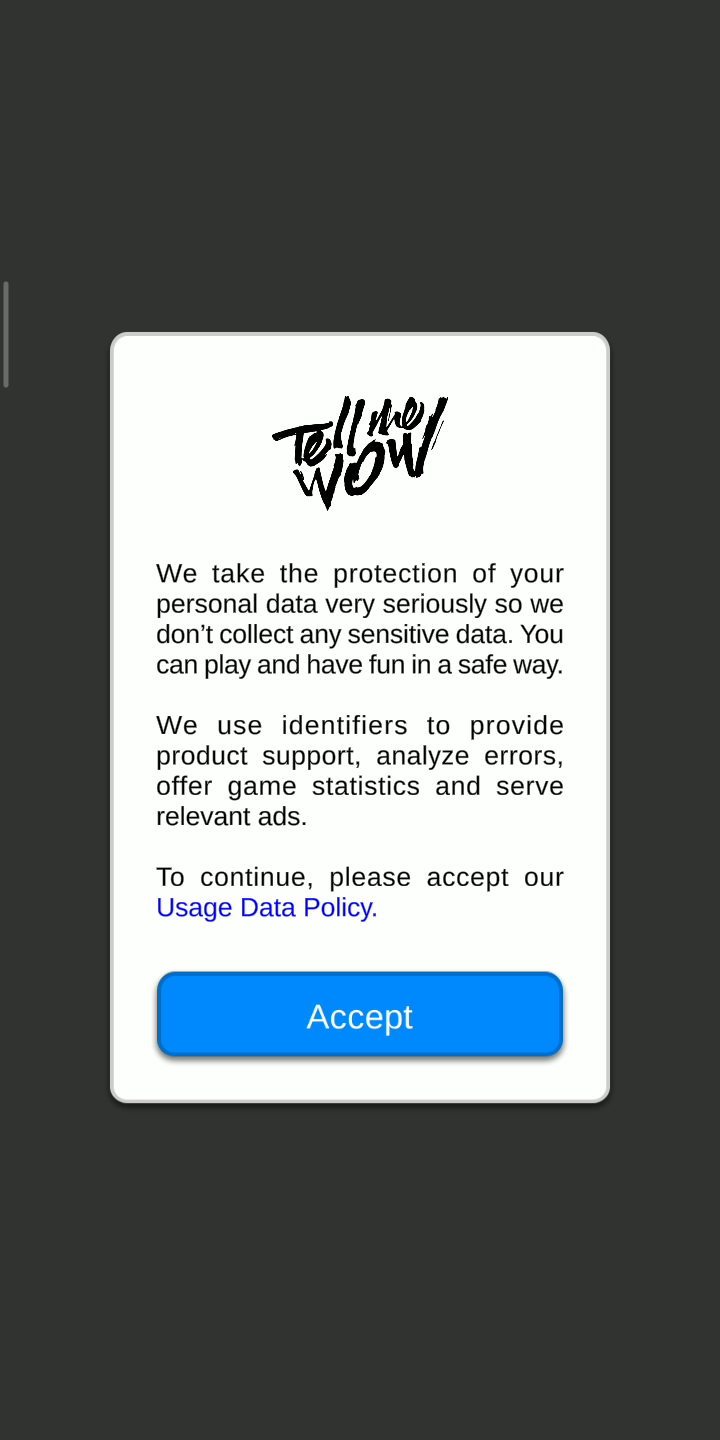 Tell me
WOW
We take the protection of your
personal data very seriously so we
don’t collect any sensitive data. You
can play and have fun in a safe way.
We use identifiers to provide
product support, analyze errors,
offer game statistics and serve
relevant ads.
To continue, please accept our
Usage Data Policy.
Accept